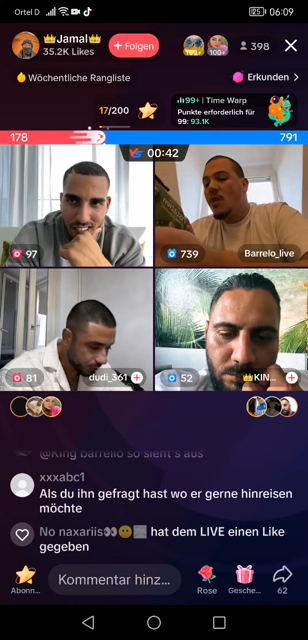 Ortel D
06:09
👑Jamal👑
35.2K Likes
+ Folgen
100+
100+
398
Wöchentliche Rangliste
Erkunden >
17/200
99+ | Time Warp
Punkte erforderlich für
99: 93.1K
178
791
00:42
97
739
Barrelo_live
81
dudi_361
52
👑KIN...
@King barrello so sieht's aus
xxxabc1
Als du ihn gefragt hast wo er gerne hinreisen
möchte
No naxariis👀😶 hat dem LIVE einen Like
gegeben
Abonn...
Kommentar hinz...
Rose
Gesche...
62